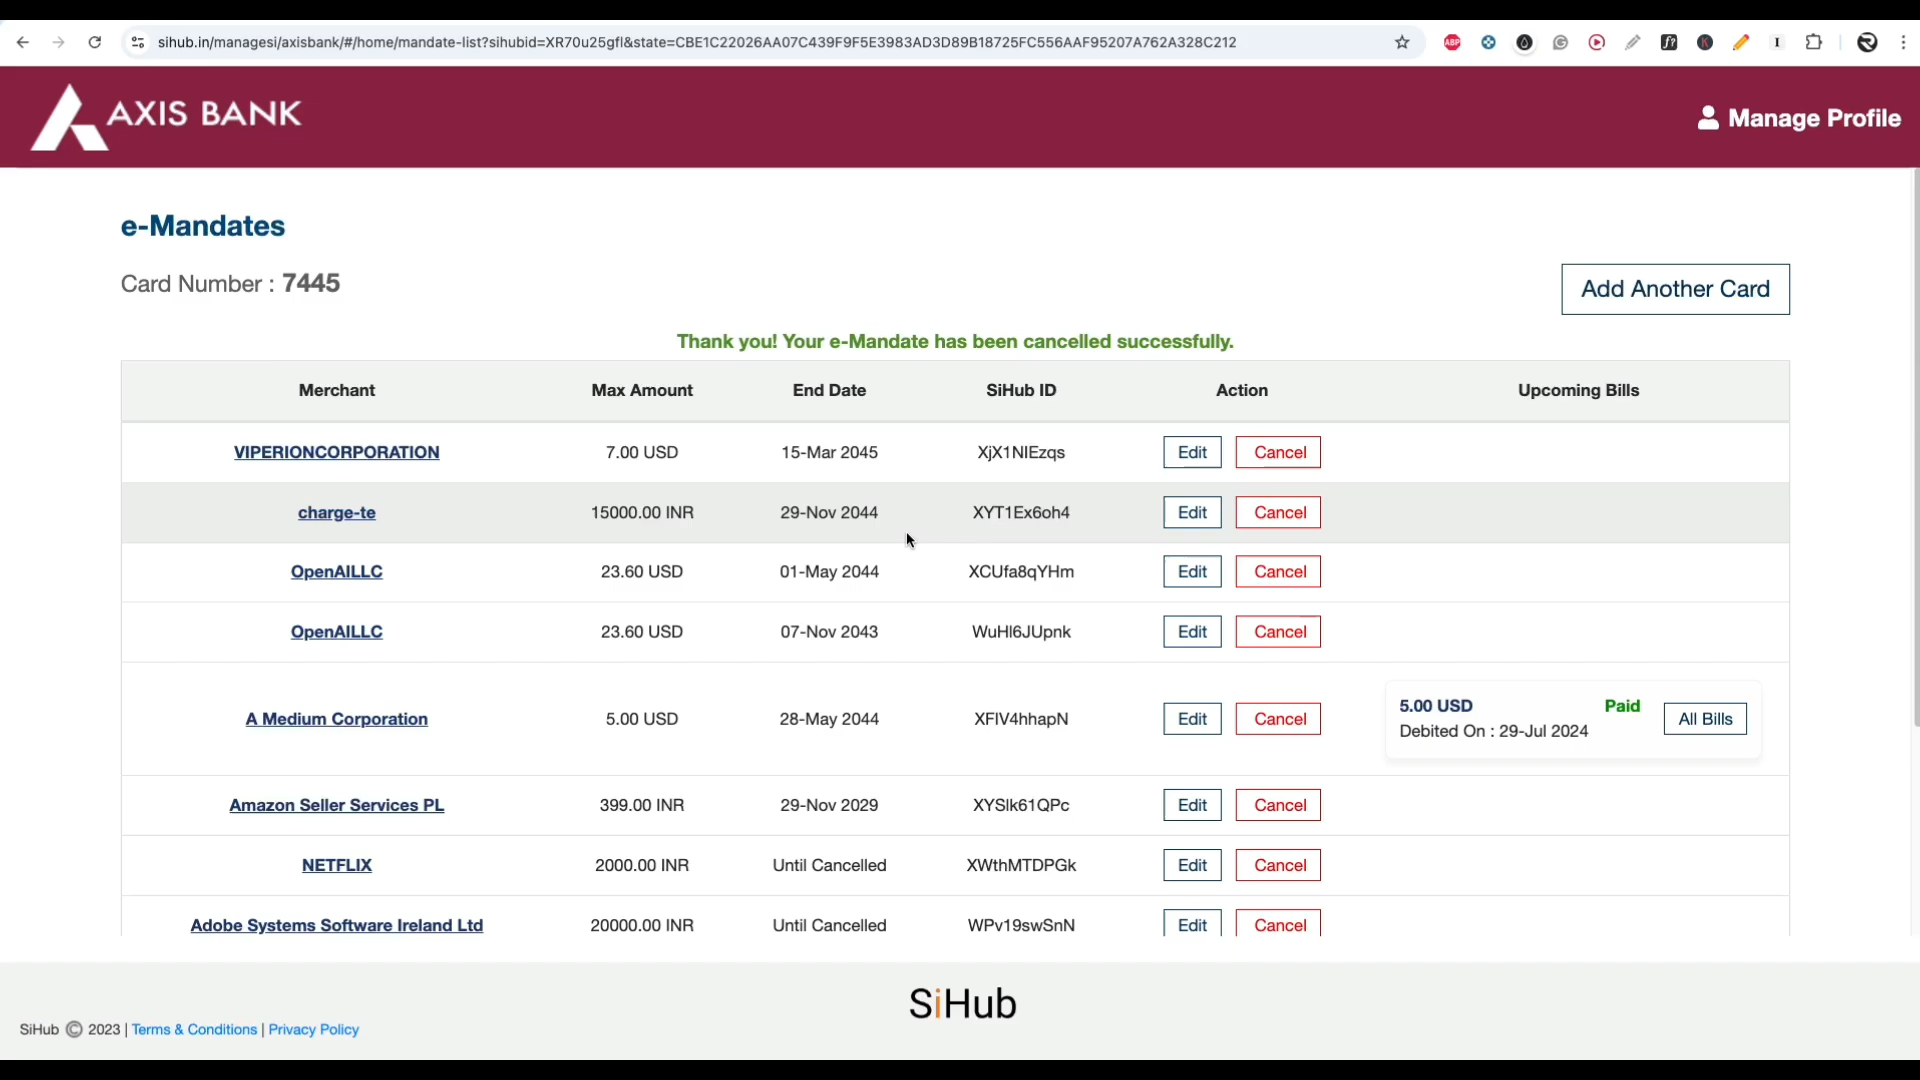 sihub.in/managesi/axisbank/#/home/mandate-list?sihubid=XR70u25gfl&state=CBE1C22026AA07C439F9F5E3983AD3D89B18725FC556AAF95207A762A328C212
ABP
f?
K
I
AXIS BANK
Manage Profile
e-Mandates
Card Number : 7445
Add Another Card
Thank you! Your e-Mandate has been cancelled successfully.
Merchant Max Amount End Date SiHub ID Action Upcoming Bills
VIPERIONCORPORATION 7.00 USD 15-Mar 2045 XjX1NIEzqs Edit Cancel
charge-te 15000.00 INR 29-Nov 2044 XYT1Ex6oh4 Edit Cancel
OpenAILLC 23.60 USD 01-May 2044 XCUfa8qYHm Edit Cancel
OpenAILLC 23.60 USD 07-Nov 2043 WuHl6JUpnk Edit Cancel
A Medium Corporation 5.00 USD 28-May 2044 XFlV4hhapN Edit Cancel 5.00 USD Paid All Bills
Debited On : 29-Jul 2024
Amazon Seller Services PL 399.00 INR 29-Nov 2029 XYSlk61QPc Edit Cancel
NETFLIX 2000.00 INR Until Cancelled XWthMTDPGk Edit Cancel
Adobe Systems Software Ireland Ltd 20000.00 INR Until Cancelled WPv19swSnN Edit Cancel
SiHub
SiHub © 2023 | Terms & Conditions | Privacy Policy